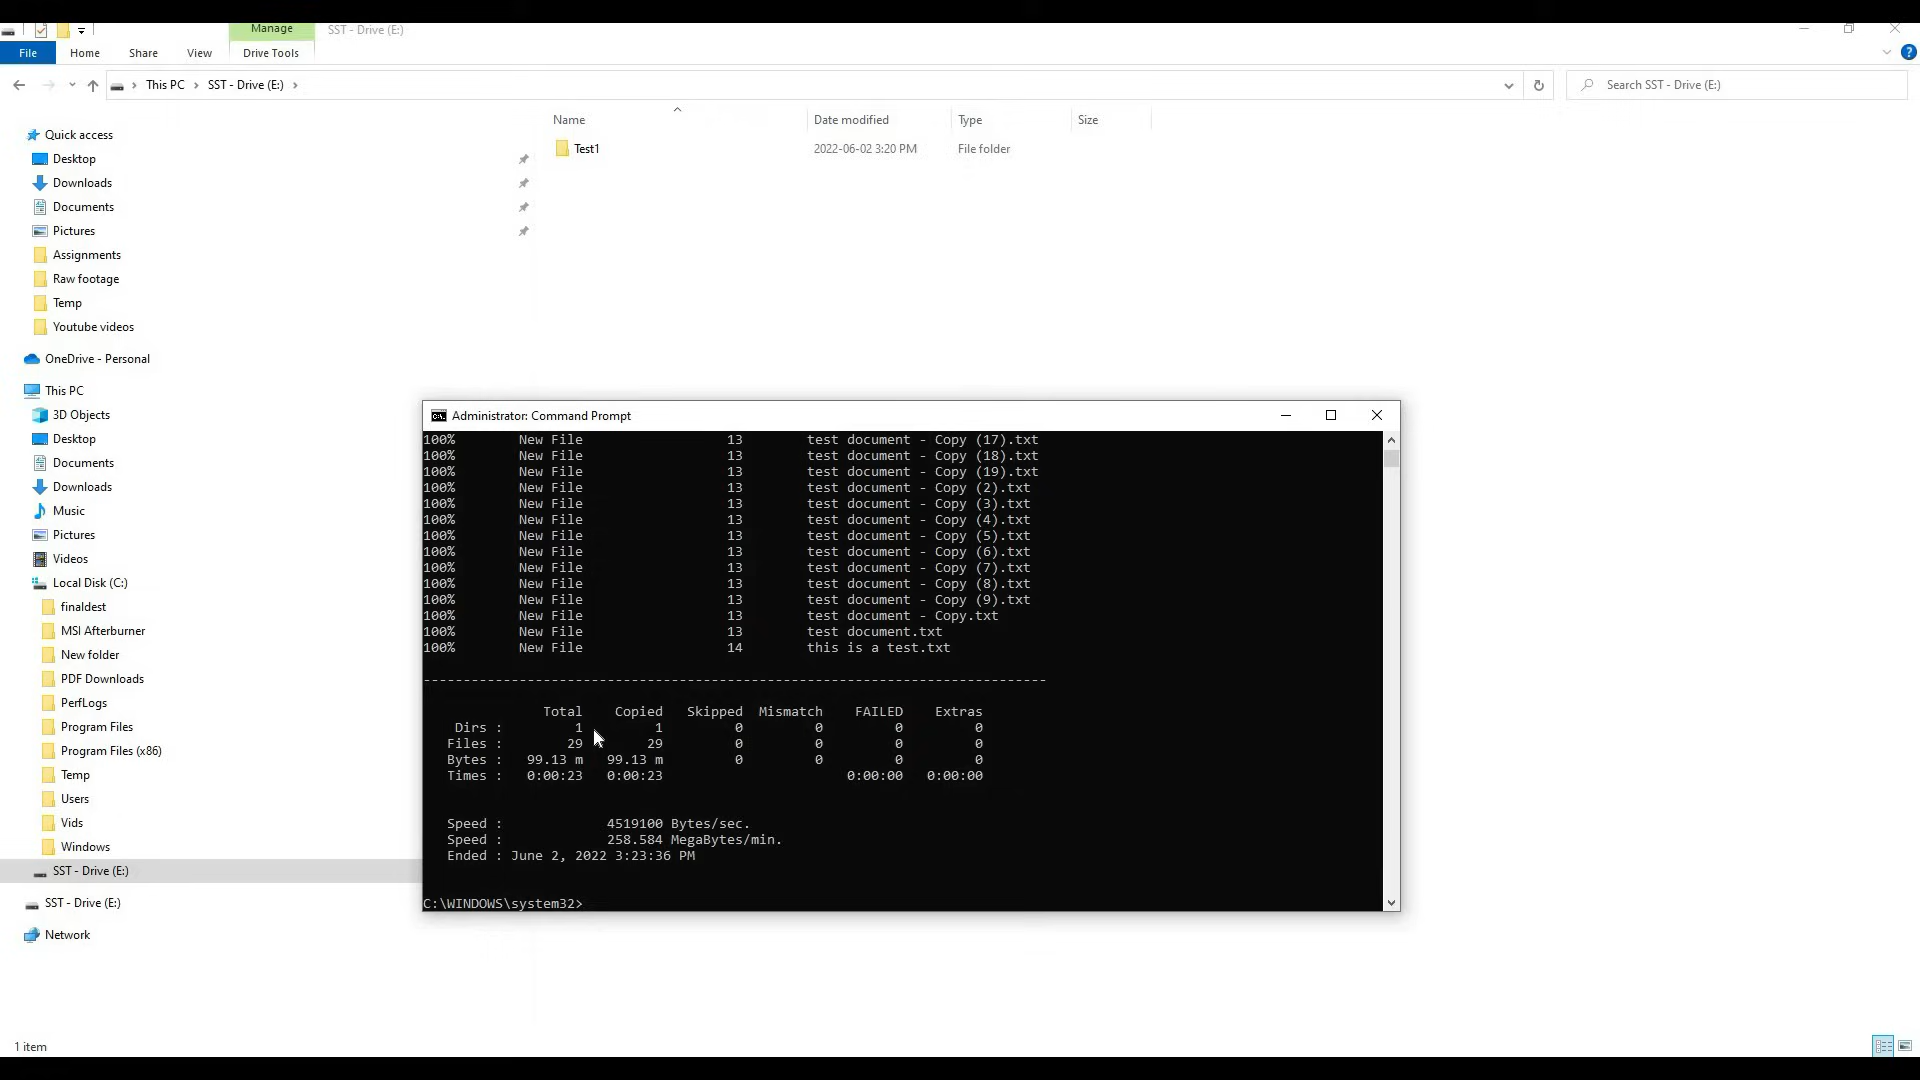 Manage
SST - Drive (E:)
File
Home
Share
View
Drive Tools
This PC
SST - Drive (E:)
Search SST - Drive (E:)
Name
Date modified
Type
Size
Test1
2022-06-02 3:20 PM
File folder
Quick access
Desktop
Downloads
Documents
Pictures
Assignments
Raw footage
Temp
Youtube videos
OneDrive - Personal
This PC
3D Objects
Desktop
Documents
Downloads
Music
Pictures
Videos
Local Disk (C:)
finaldest
MSI Afterburner
New folder
PDF Downloads
PerfLogs
Program Files
Program Files (x86)
Temp
Users
Vids
Windows
SST - Drive (E:)
SST - Drive (E:)
Network
1 item
Administrator: Command Prompt
100% New File 13 test document - Copy (17).txt
100% New File 13 test document - Copy (18).txt
100% New File 13 test document - Copy (19).txt
100% New File 13 test document - Copy (2).txt
100% New File 13 test document - Copy (3).txt
100% New File 13 test document - Copy (4).txt
100% New File 13 test document - Copy (5).txt
100% New File 13 test document - Copy (6).txt
100% New File 13 test document - Copy (7).txt
100% New File 13 test document - Copy (8).txt
100% New File 13 test document - Copy (9).txt
100% New File 13 test document - Copy.txt
100% New File 13 test document.txt
100% New File 14 this is a test.txt
------------------------------------------------------------------------------
Total Copied Skipped Mismatch FAILED Extras
Dirs : 1 1 0 0 0 0
Files : 29 29 0 0 0 0
Bytes : 99.13 m 99.13 m 0 0 0 0
Times : 0:00:23 0:00:23 0:00:00 0:00:00
Speed : 4519100 Bytes/sec.
Speed : 258.584 MegaBytes/min.
Ended : June 2, 2022 3:23:36 PM
C:\WINDOWS\system32>